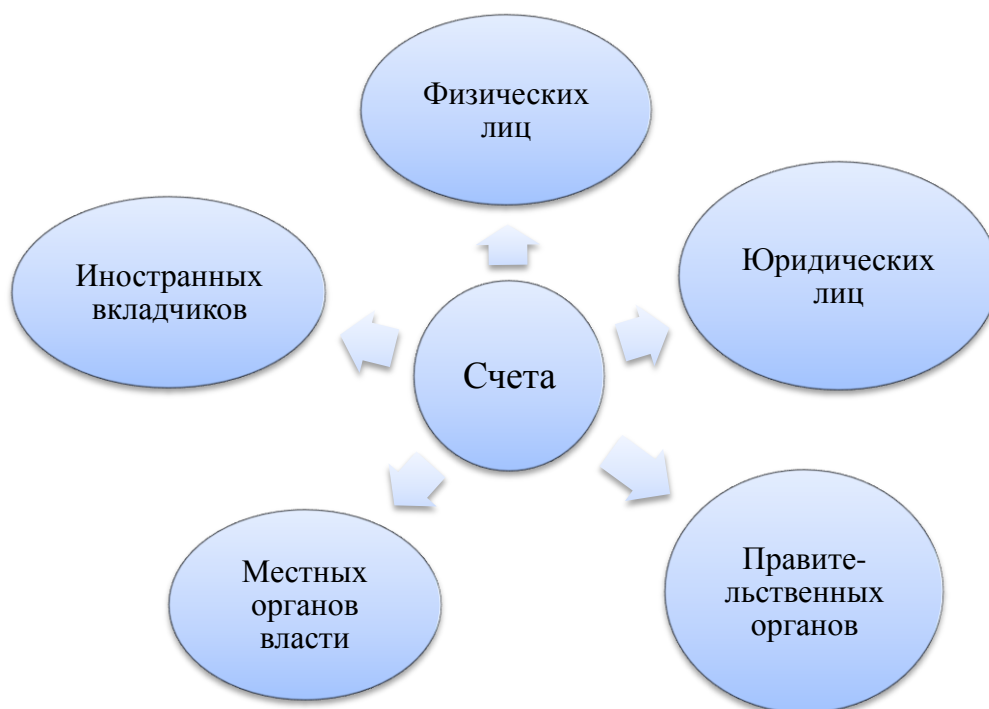 Физических
лиц
Иностранных
вкладчиков
Юридических
лиц
Счета
Местных
органов
власти
Правите-
льственных
органов